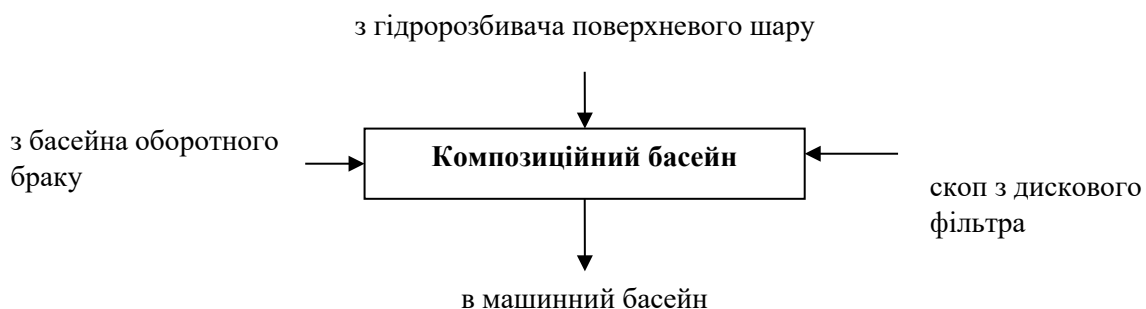 з гідророзбивача поверхневого шару
з басейна оборотного
браку
Композиційний басейн
скоп з дискового
фільтра
в машинний басейн